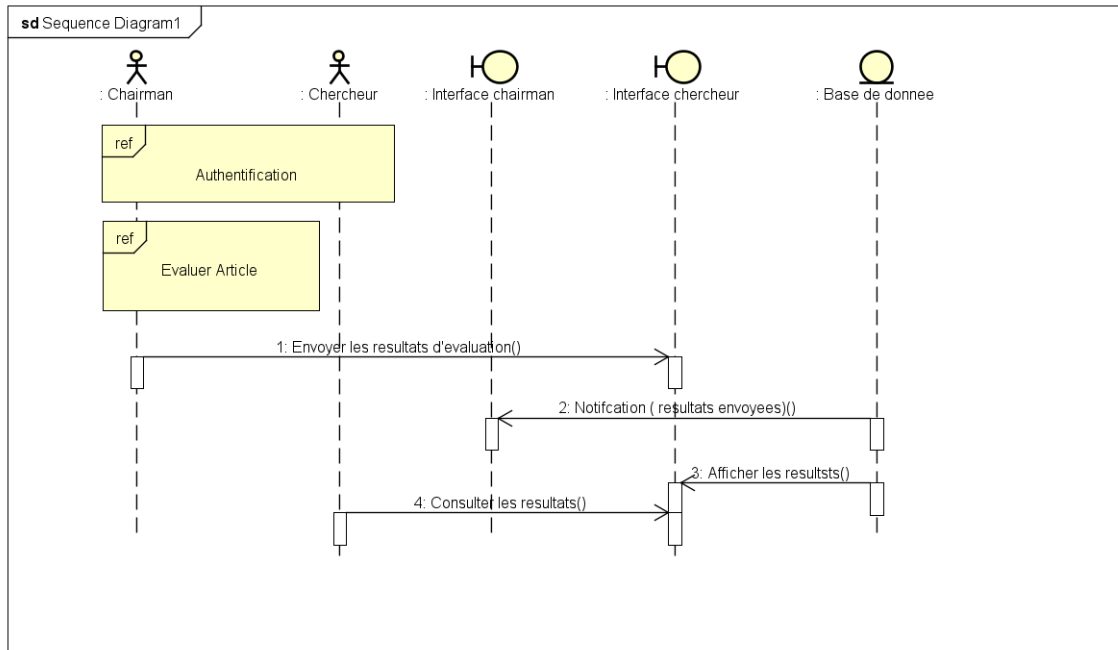 sd Sequence Diagram1
: Chairman
: Chercheur
: Interface chairman
: Interface chercheur
: Base de donnee
ref
Authentification
ref
Evaluer Article
1: Envoyer les resultats d'evaluation()
2: Notifcation ( resultats envoyees)()
3: Afficher les resultsts()
4: Consulter les resultats()